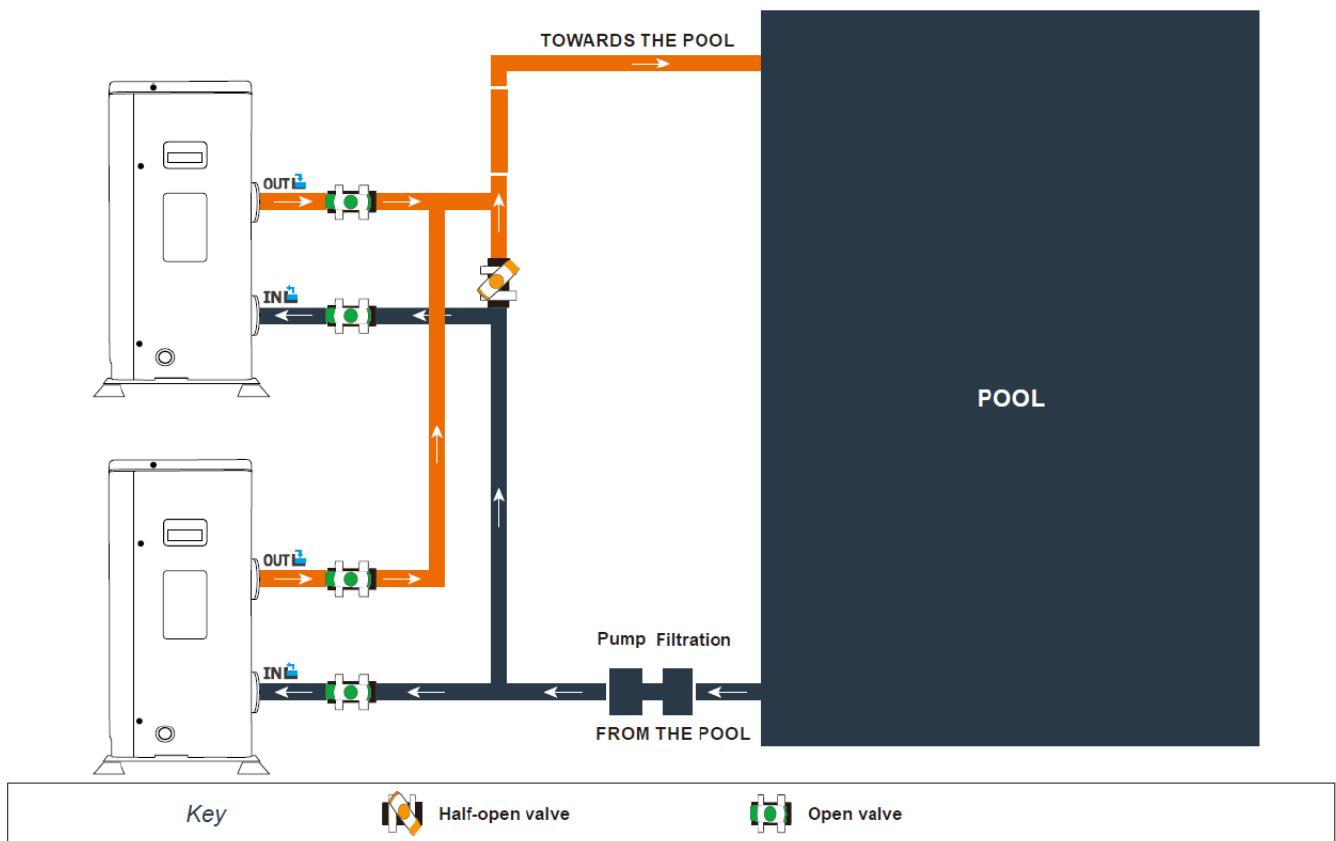 TOWARDS THE POOL
OUT
IN
POOL
OUT
Pump Filtration
IN
FROM THE POOL
Key
Half-open valve
Open valve